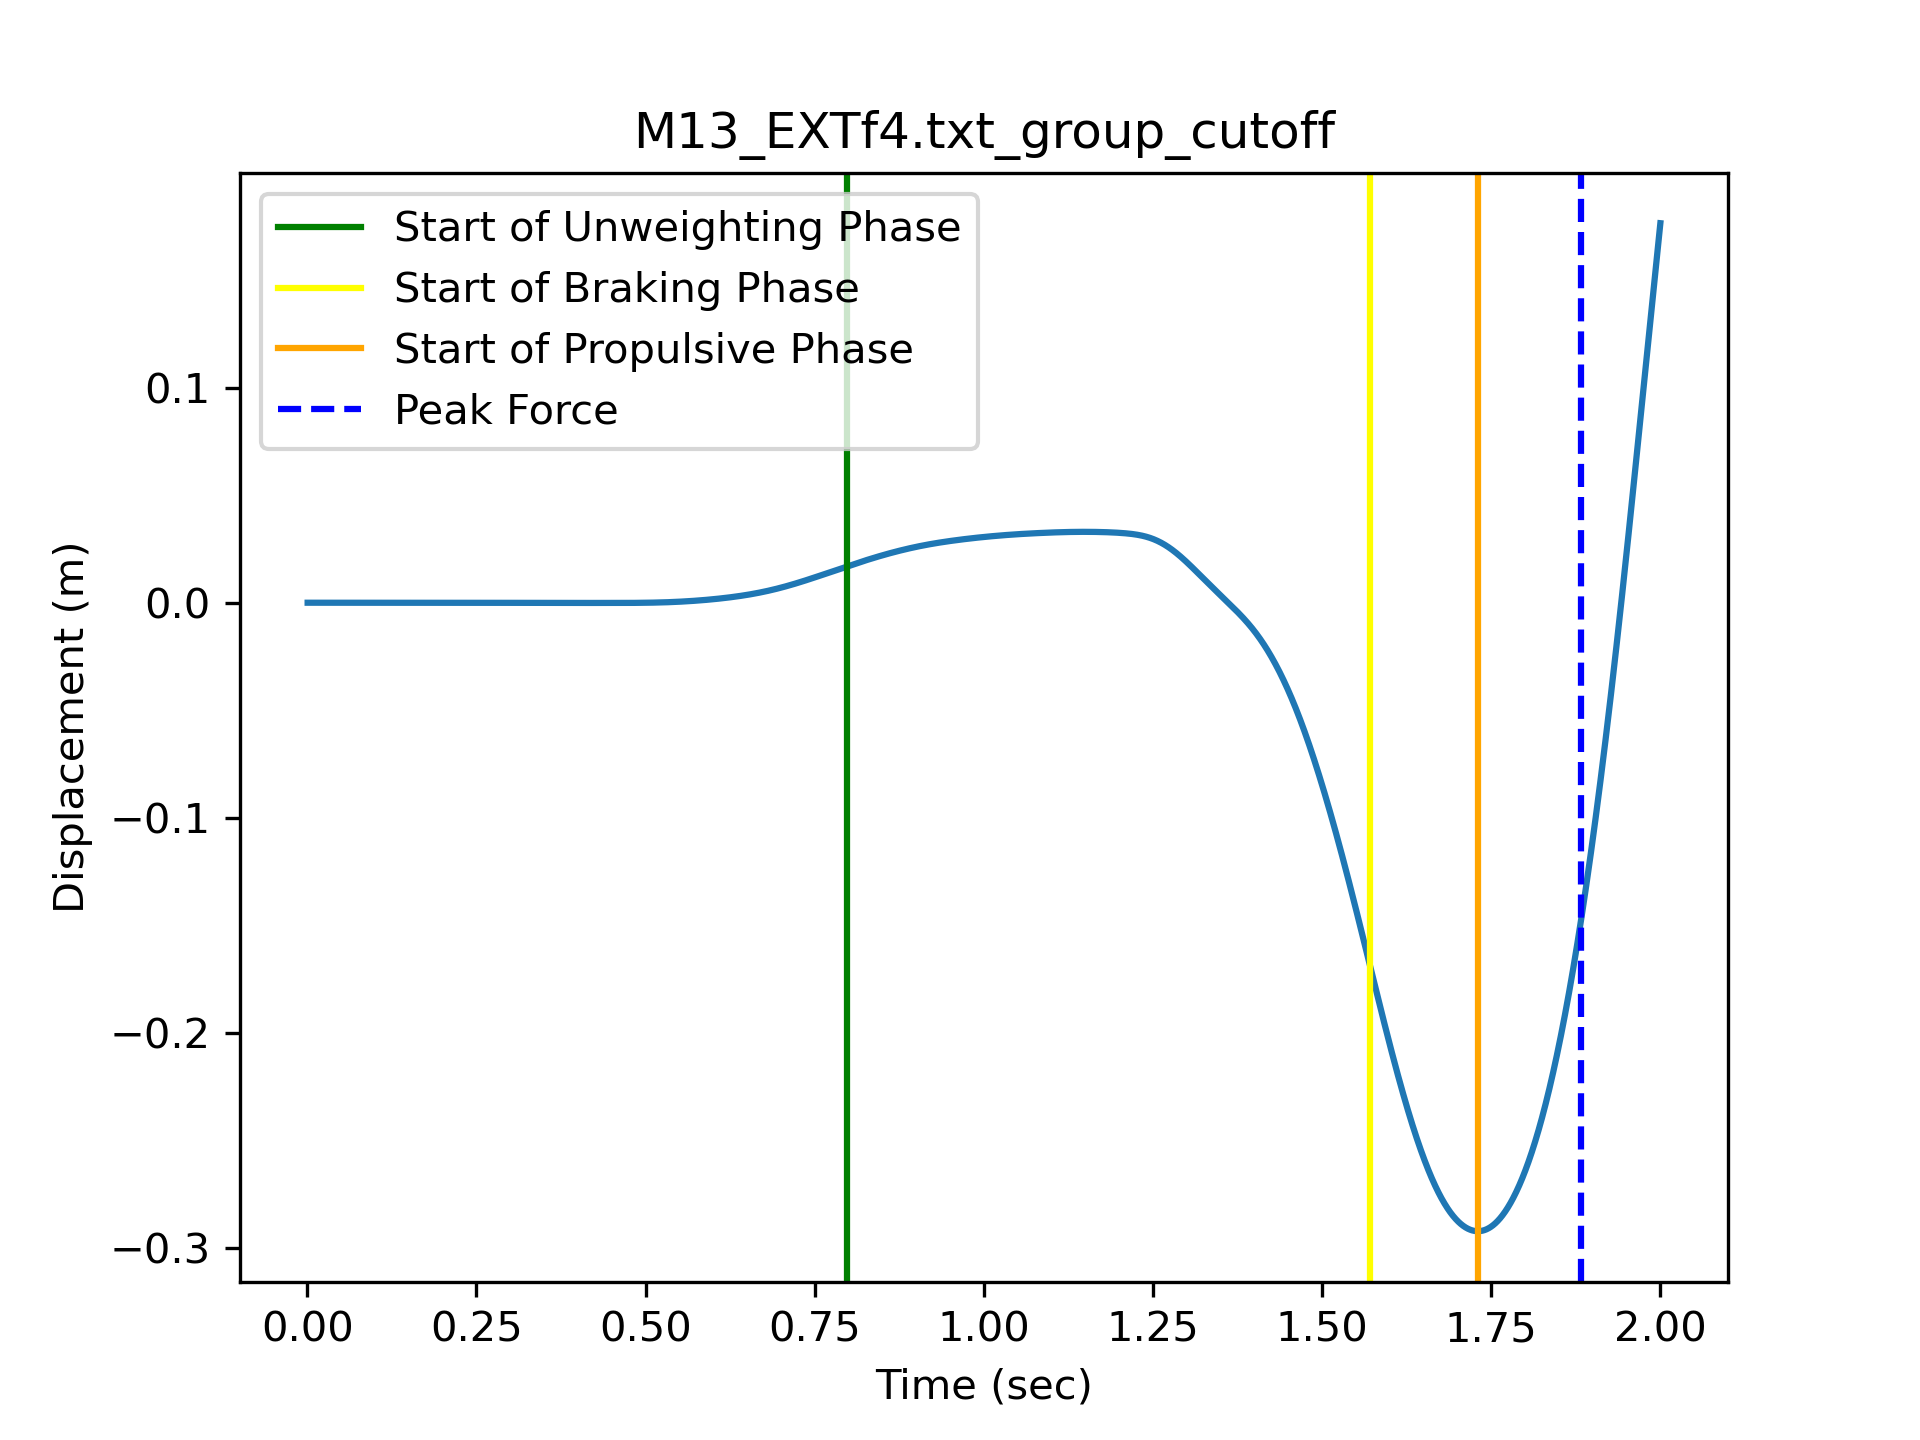 M13_EXTf4.txt_group_cutoff
Start of Unweighting Phase
Start of Braking Phase
Start of Propulsive Phase
Peak Force
Displacement (m)
0.1
0.0
−0.1
−0.2
−0.3
0.00 0.25 0.50 0.75 1.00 1.25 1.50 1.75 2.00
Time (sec)